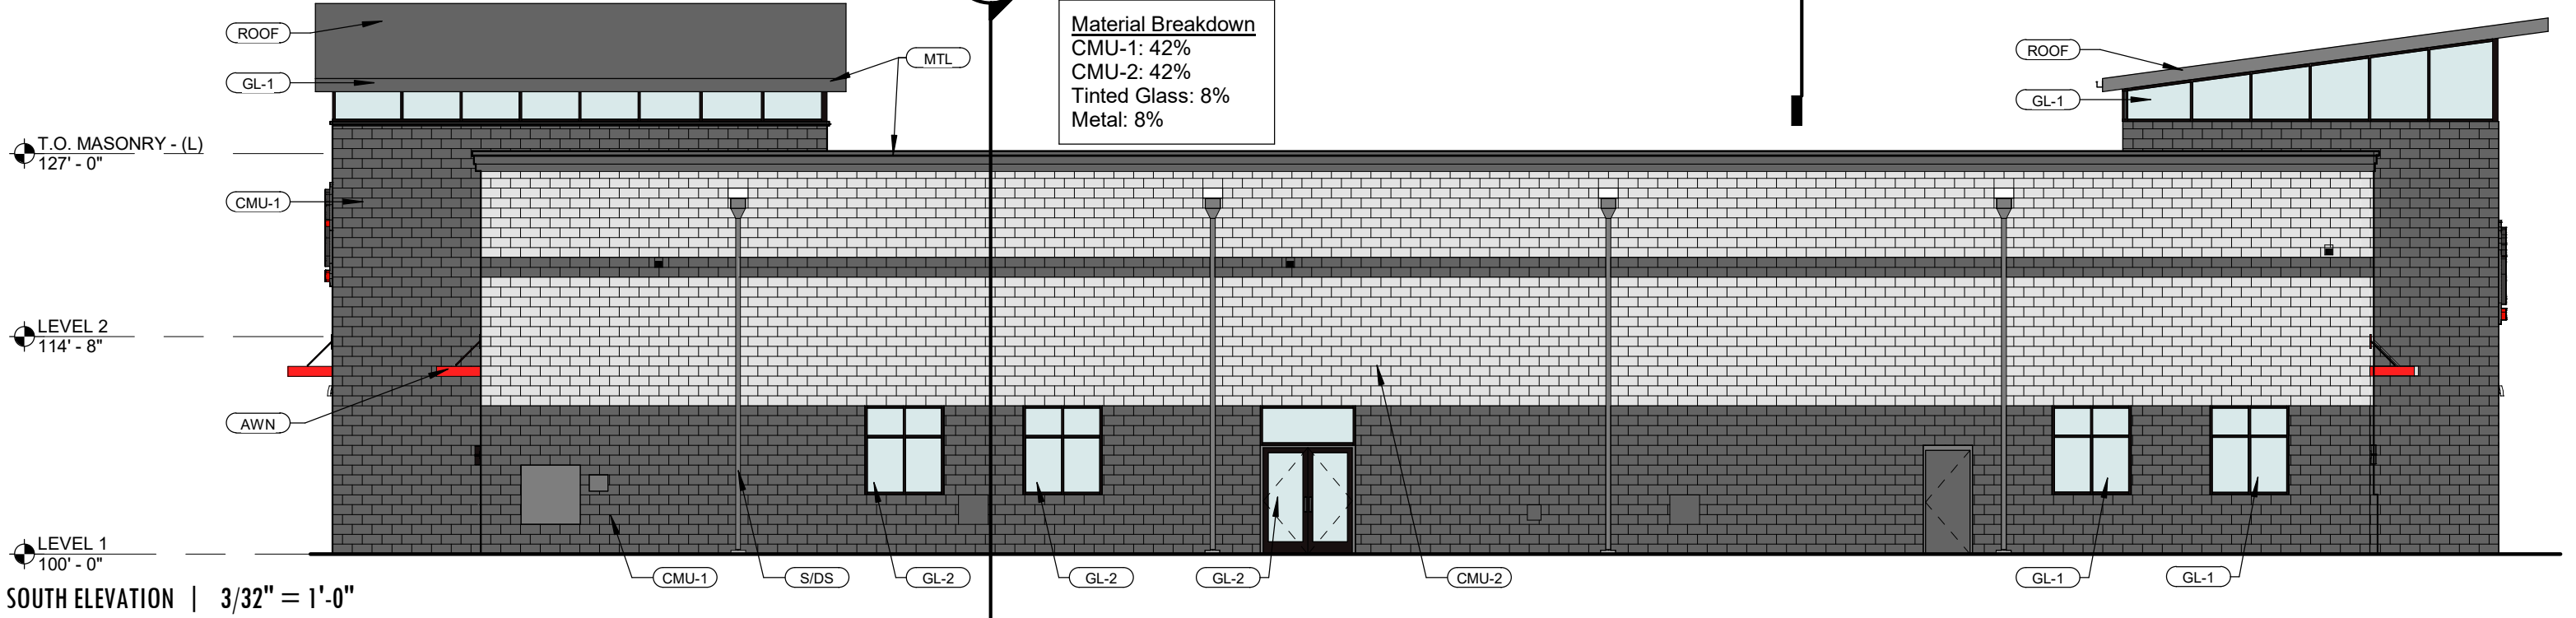 ROOF
GL-1
MTL
Material Breakdown
CMU-1: 42%
CMU-2: 42%
Tinted Glass: 8%
Metal: 8%
ROOF
GL-1
T.O. MASONRY - (L)
127' - 0"
CMU-1
LEVEL 2
114' - 8"
AWN
LEVEL 1
100' - 0"
CMU-1
S/DS
GL-2
GL-2
GL-2
CMU-2
GL-1
GL-1
SOUTH ELEVATION | 3/32" = 1'-0"